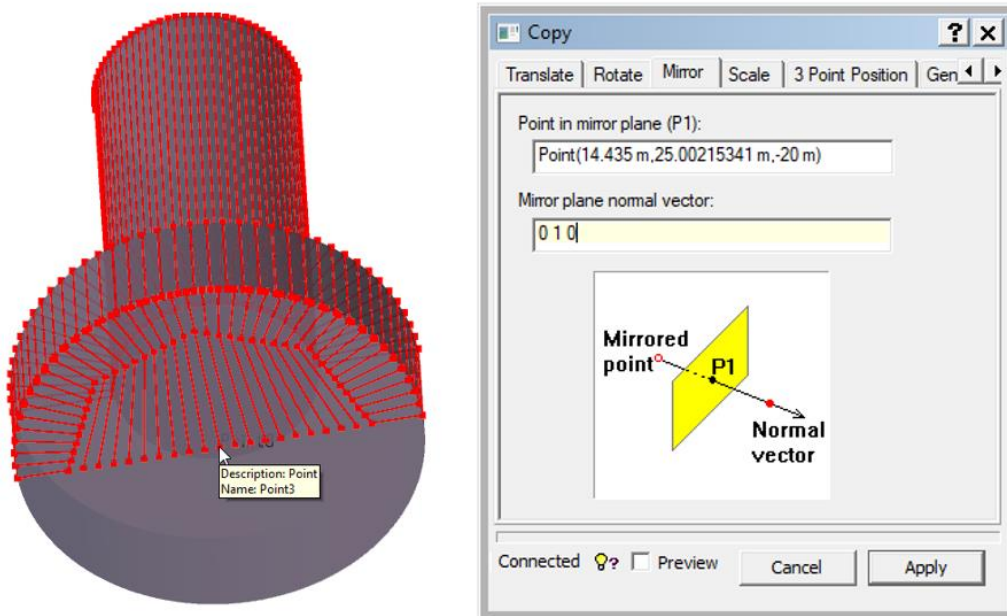 Description: Point
Name: Point3
Copy
Translate Rotate Mirror Scale 3 Point Position Gen
Point in mirror plane (P1):
Point(14.435 m,25.00215341 m,-20 m)
Mirror plane normal vector:
0 1 0
Mirrored
point
P1
Normal
vector
Connected ? Preview Cancel Apply